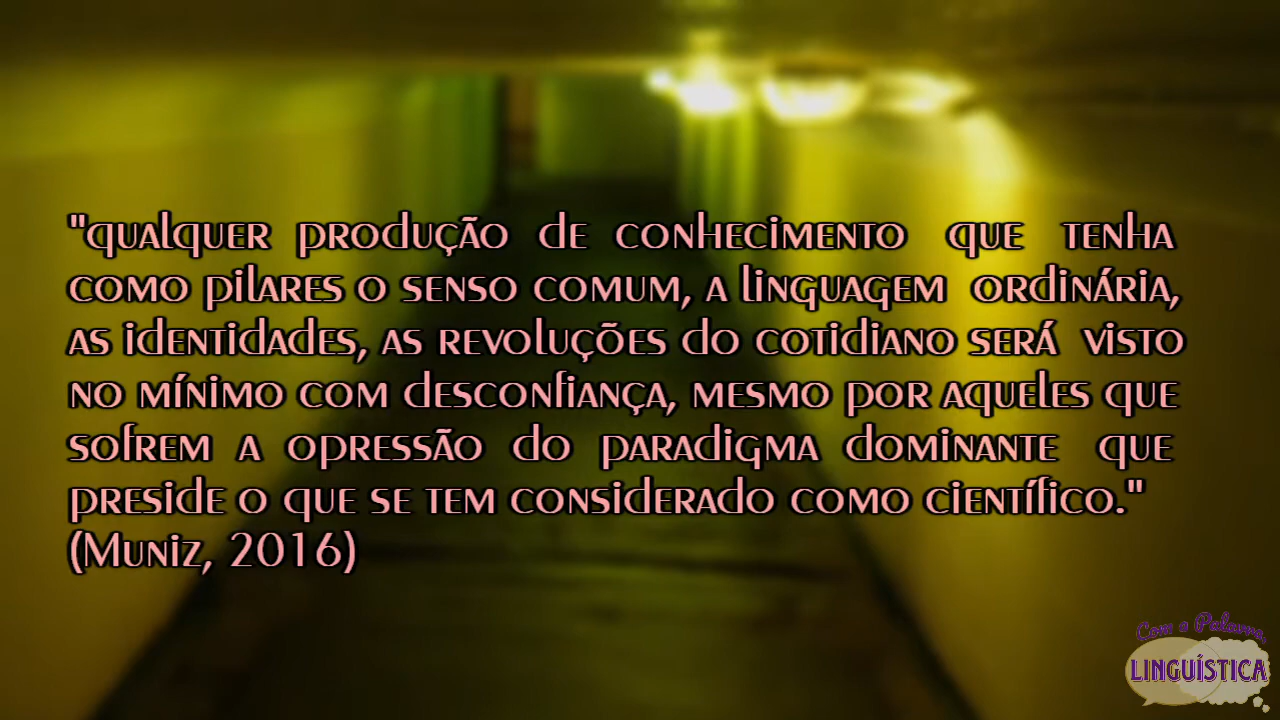 "qualquer produção de conhecimento que tenha
como pilares o senso comum, a linguagem ordinária,
as identidades, as revoluções do cotidiano será visto
no mínimo com desconfiança, mesmo por aqueles que
sofrem a opressão do paradigma dominante que
preside o que se tem considerado como científico."
(Muniz, 2016)
Com a Palavra,
LINGUÍSTICA